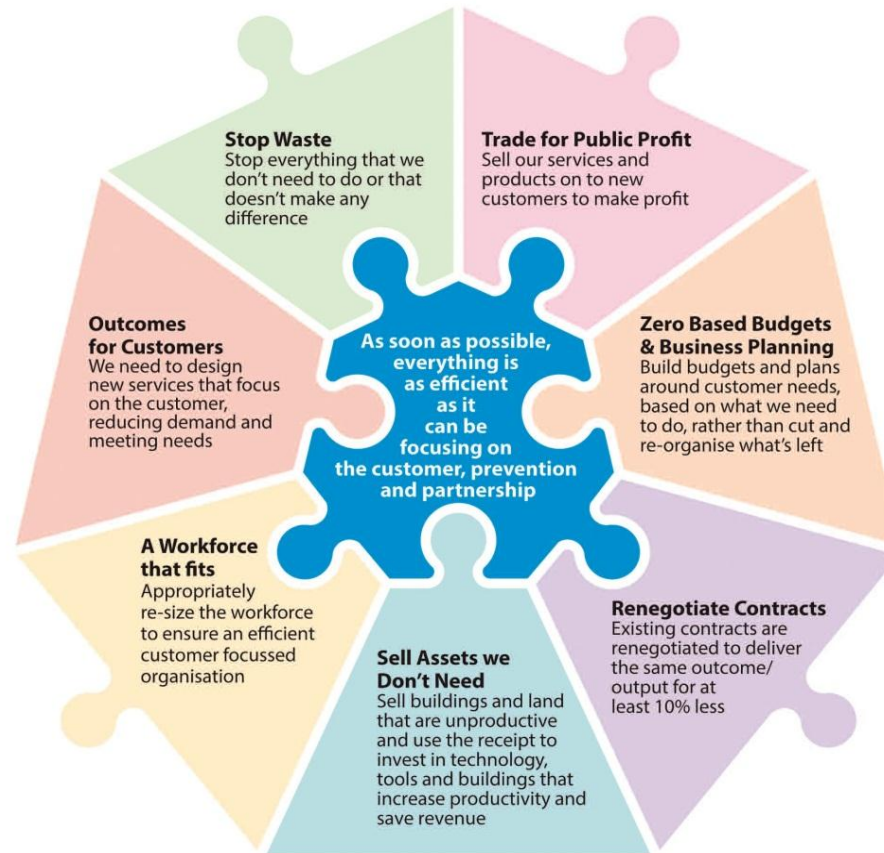 Stop Waste
Stop everything that we
don’t need to do or that
doesn’t make any
difference
Trade for Public Profit
Sell our services and
products on to new
customers to make profit
Outcomes
for Customers
We need to design
new services that focus
on the customer,
reducing demand and
meeting needs
As soon as possible,
everything is
as efficient
as it
can be
focusing on
the customer, prevention
and partnership
Zero Based Budgets
& Business Planning
Build budgets and plans
around customer needs,
based on what we need
to do, rather than cut and
re-organise what’s left
A Workforce
that fits
Appropriately
re-size the workforce
to ensure an efficient
customer focussed
organisation
Sell Assets we
Don’t Need
Sell buildings and land
that are unproductive
and use the receipt to
invest in technology,
tools and buildings that
increase productivity and
save revenue
Renegotiate Contracts
Existing contracts are
renegotiated to deliver
the same outcome/
output for at
least 10% less